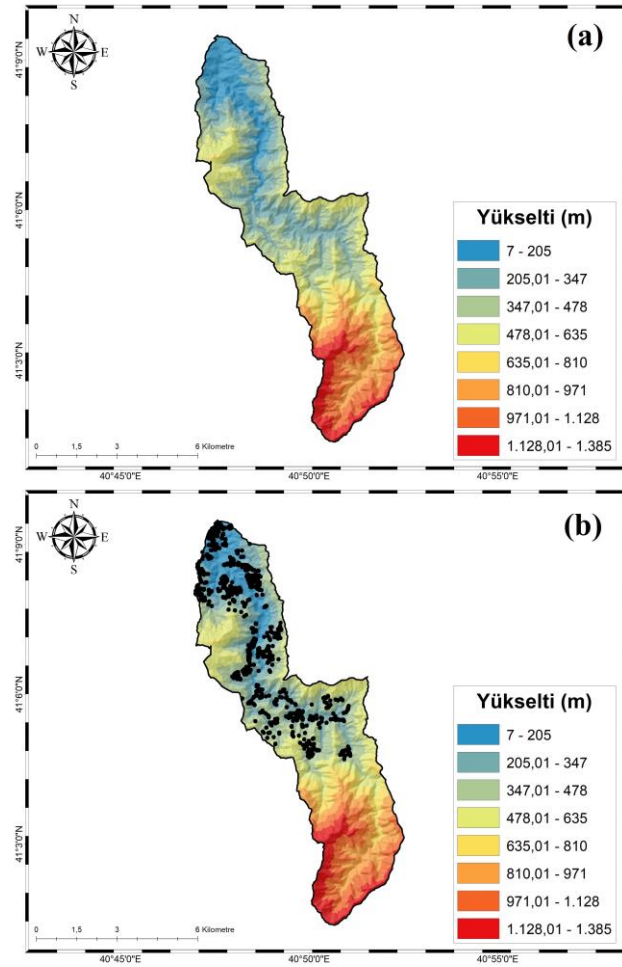 (a)
N
W E
S
41°9'0"N
41°6'0"N
41°3'0"N
Yükselti (m)
7 - 205
205,01 - 347
347,01 - 478
478,01 - 635
635,01 - 810
810,01 - 971
971,01 - 1.128
1.128,01 - 1.385
0 1,5 3 6 Kilometre
40°45'0"E 40°50'0"E 40°55'0"E
(b)
N
W E
S
41°9'0"N
41°6'0"N
41°3'0"N
Yükselti (m)
7 - 205
205,01 - 347
347,01 - 478
478,01 - 635
635,01 - 810
810,01 - 971
971,01 - 1.128
1.128,01 - 1.385
0 1,5 3 6 Kilometre
40°45'0"E 40°50'0"E 40°55'0"E